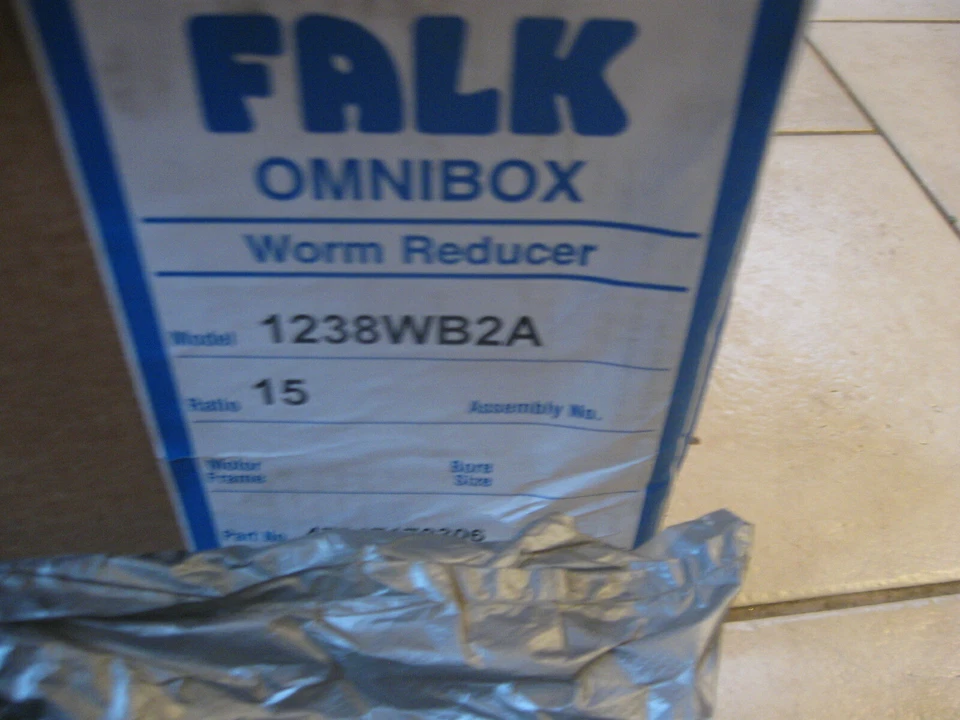 FALK
OMNIBOX
Worm Reducer
Model 1238WB2A
Ratio 15 Assembly No.
Motor Frame Bore Size
Part No.